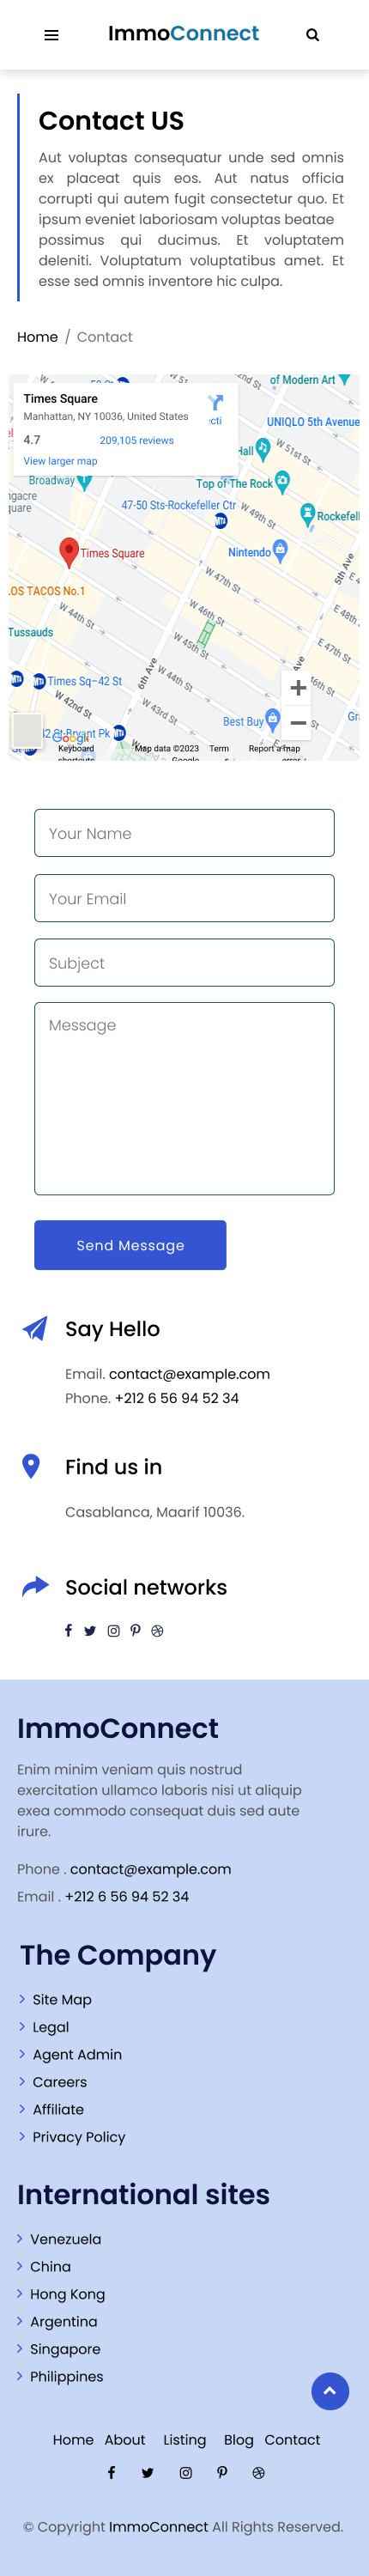 ImmoConnect
Contact US
Aut voluptas consequatur unde sed omnis
ex placeat quis eos. Aut natus officia
corrupti qui autem fugit consectetur quo. Et
ipsum eveniet laboriosam voluptas beatae
possimus qui ducimus. Et voluptatem
deleniti. Voluptatum voluptatibus amet. Et
esse sed omnis inventore hic culpa.
Home / Contact
of Modern Art
Times Square
Manhattan, NY 10036, United States
4.7 209,105 reviews
View larger map
UNIQLO 5th Avenue
Hall
Top of The Rock
Broadway
47-50 Sts-Rockefeller Ctr
W 49th St
Rockefell
W 47th St
Nintendo
5th Ave
Times Square
E 48th
LOS TACOS No.1
W 46th St
W 45th St
Tussauds
W 44th St
6th Ave
Times Sq–42 St
W 43rd St
W 42nd St
Best Buy
42 St-Bryant Pk
Google
Keyboard shortcuts
Map data ©2023 Google
Terms
Report a map error
Your Name
Your Email
Subject
Message
Send Message
Say Hello
Email. contact@example.com
Phone. +212 6 56 94 52 34
Find us in
Casablanca, Maarif 10036.
Social networks
ImmoConnect
Enim minim veniam quis nostrud
exercitation ullamco laboris nisi ut aliquip
exea commodo consequat duis sed aute
irure.
Phone . contact@example.com
Email . +212 6 56 94 52 34
The Company
Site Map
Legal
Agent Admin
Careers
Affiliate
Privacy Policy
International sites
Venezuela
China
Hong Kong
Argentina
Singapore
Philippines
Home About Listing Blog Contact
© Copyright ImmoConnect All Rights Reserved.